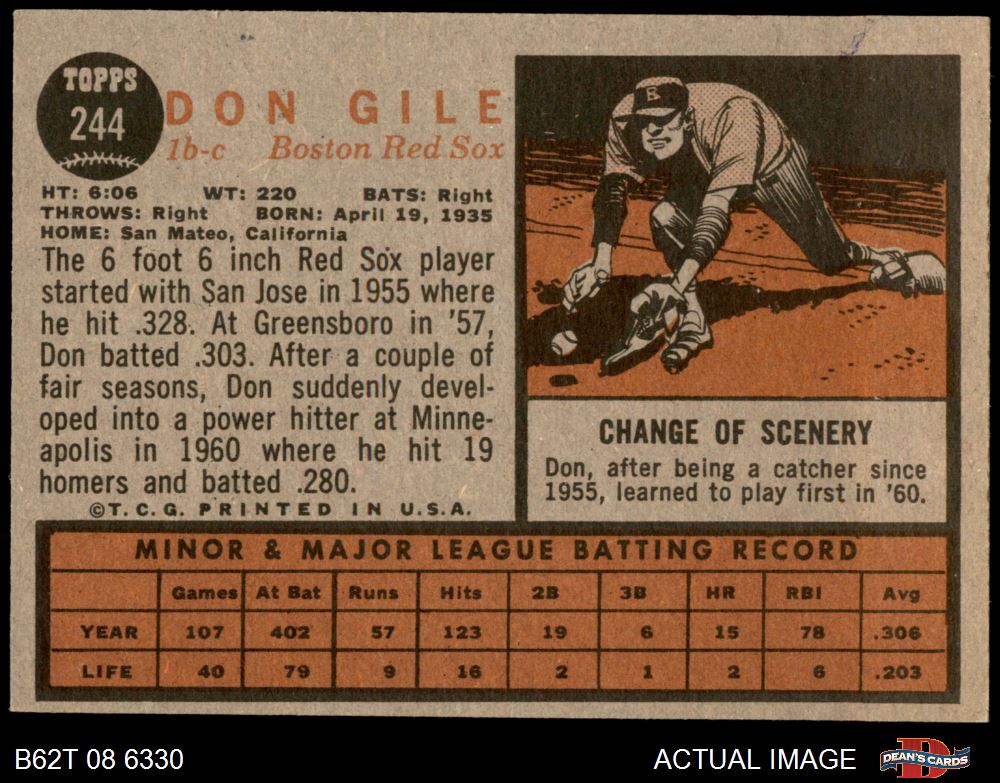 TOPPS
244
DON GILE
1b-c Boston Red Sox
HT: 6:06 WT: 220 BATS: Right
THROWS: Right BORN: April 19, 1935
HOME: San Mateo, California
The 6 foot 6 inch Red Sox player
started with San Jose in 1955 where
he hit .328. At Greensboro in '57,
Don batted .303. After a couple of
fair seasons, Don suddenly devel-
oped into a power hitter at Minne-
apolis in 1960 where he hit 19
homers and batted .280.
©T.C.G. PRINTED IN U.S.A.
B
CHANGE OF SCENERY
Don, after being a catcher since
1955, learned to play first in '60.
MINOR & MAJOR LEAGUE BATTING RECORD
Games At Bat Runs Hits 2B 3B HR RBI Avg
YEAR 107 402 57 123 19 6 15 78 .306
LIFE 40 79 9 16 2 1 2 6 .203
B62T 08 6330 ACTUAL IMAGE DEAN'S CARDS